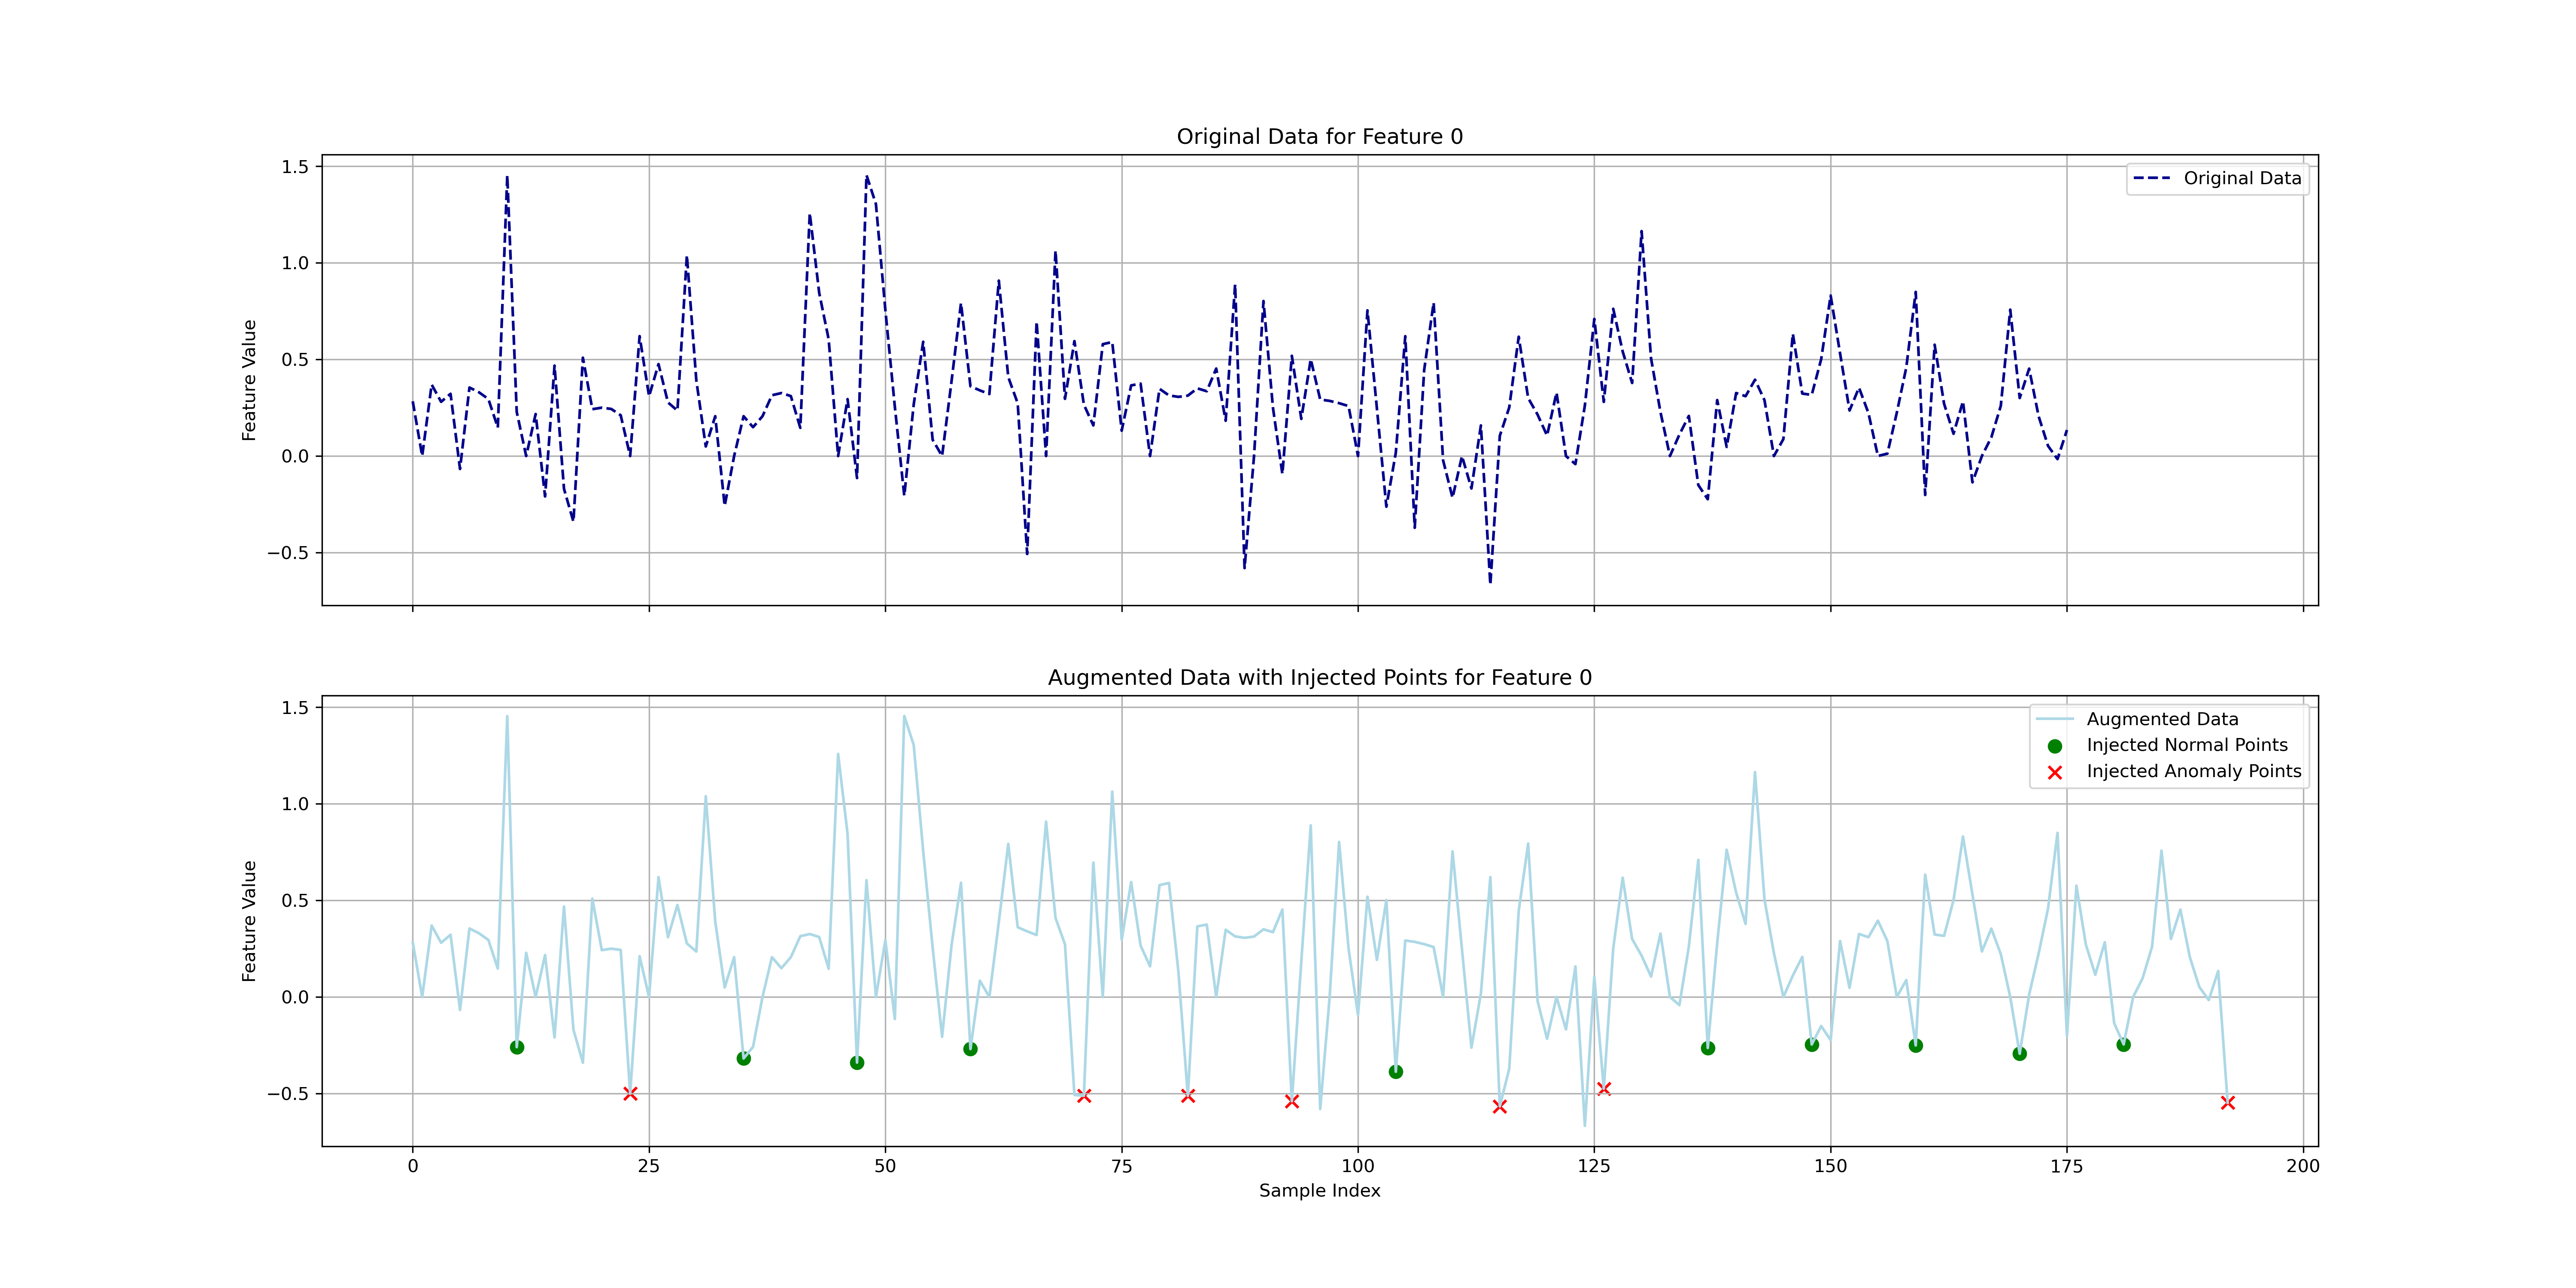 Original Data for Feature 0
1.5
1.0
0.5
0.0
−0.5
Feature Value
Original Data
Augmented Data with Injected Points for Feature 0
1.5
1.0
0.5
0.0
−0.5
Feature Value
Augmented Data
Injected Normal Points
Injected Anomaly Points
0 25 50 75 100 125 150 175 200
Sample Index